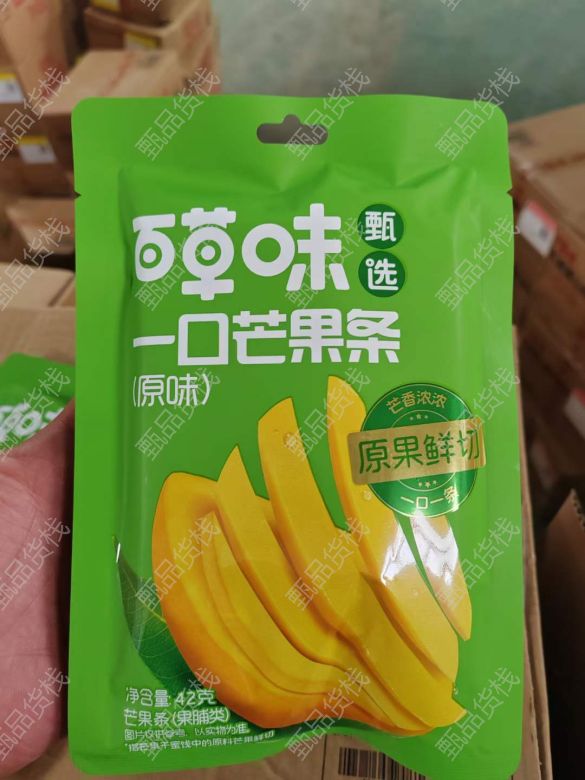 百草味
甄选
一口芒果条
(原味)
芒香浓浓
原果鲜切
一口一条
净含量:42克
芒果条(果脯类)
图片仅供参考，以实物为准。
甄品货栈